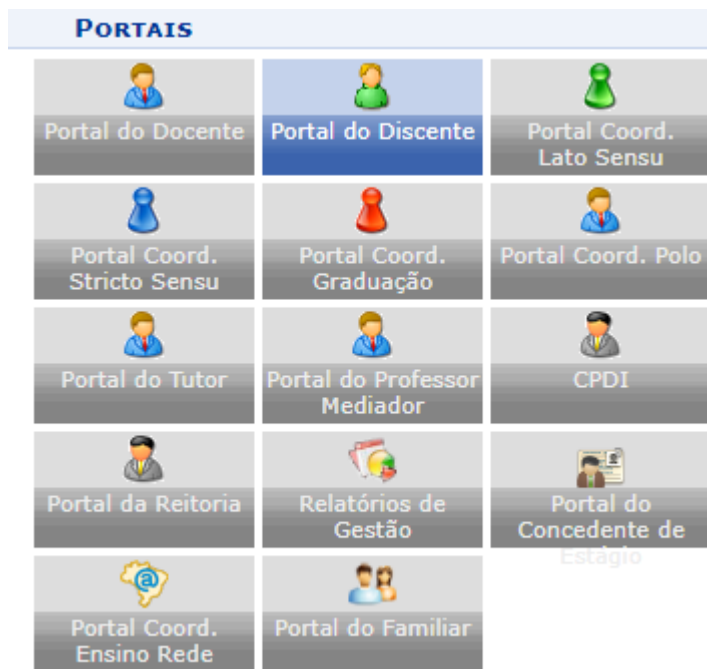 PORTAIS
Portal do Docente
Portal do Discente
Portal Coord.
Lato Sensu
Portal Coord.
Stricto Sensu
Portal Coord.
Graduação
Portal Coord. Polo
Portal do Tutor
Portal do Professor
Mediador
CPDI
Portal da Reitoria
Relatórios de
Gestão
Portal do
Concedente de
Estágio
Portal Coord.
Ensino Rede
Portal do Familiar